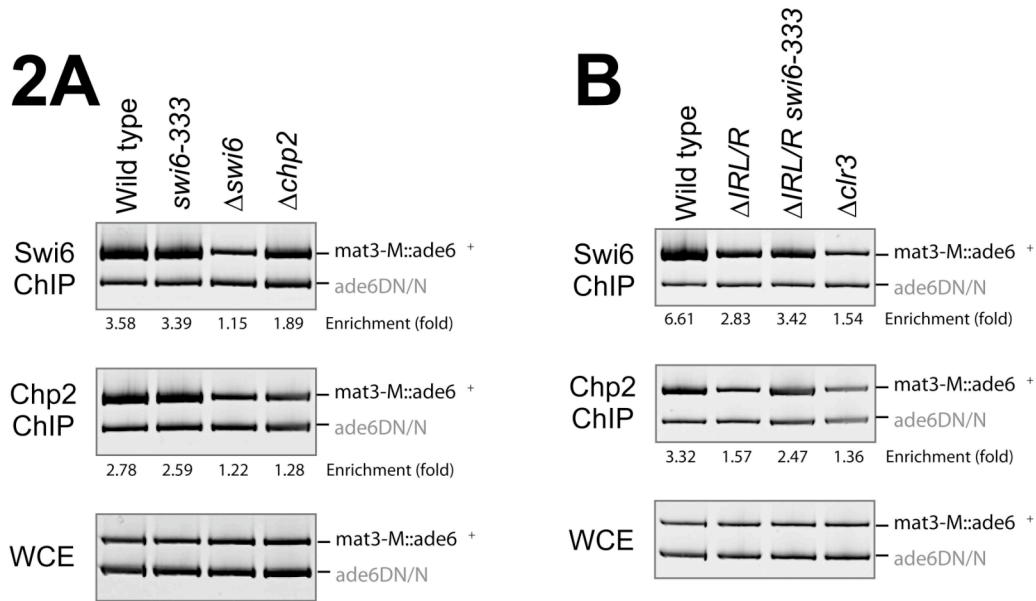 2A
Wild type
swi6-333
Δswi6
Δchp2
Swi6
ChIP
mat3-M::ade6 +
ade6DN/N
3.58 3.39 1.15 1.89 Enrichment (fold)
Chp2
ChIP
mat3-M::ade6 +
ade6DN/N
2.78 2.59 1.22 1.28 Enrichment (fold)
WCE
mat3-M::ade6 +
ade6DN/N
B
Wild type
ΔIRL/R
ΔIRL/R swi6-333
Δclr3
Swi6
ChIP
mat3-M::ade6 +
ade6DN/N
6.61 2.83 3.42 1.54 Enrichment (fold)
Chp2
ChIP
mat3-M::ade6 +
ade6DN/N
3.32 1.57 2.47 1.36 Enrichment (fold)
WCE
mat3-M::ade6 +
ade6DN/N